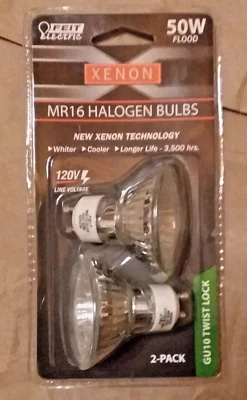 FEIT
electric
50W
FLOOD
XENON
MR16 HALOGEN BULBS
NEW XENON TECHNOLOGY
Whiter Cooler Longer Life - 3,500 hrs.
120V
LINE VOLTAGE
GU10 TWIST LOCK
2-PACK